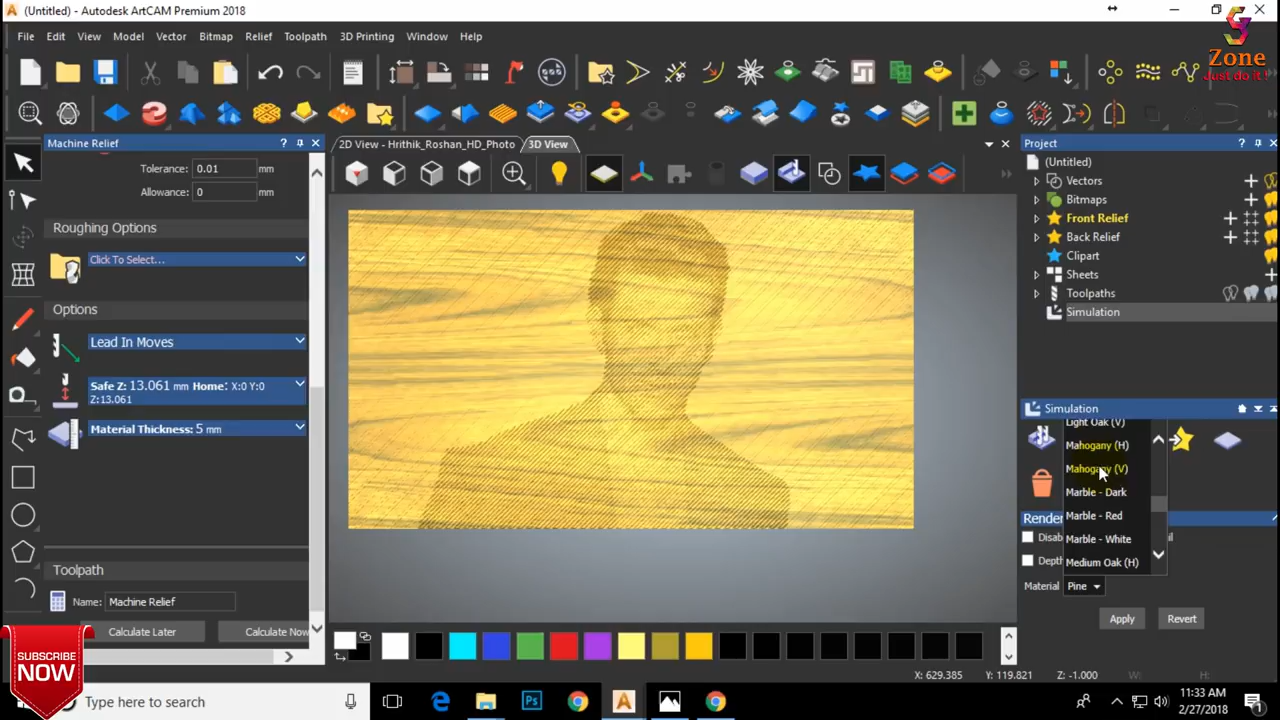 (Untitled) - Autodesk ArtCAM Premium 2018
File Edit View Model Vector Bitmap Relief Toolpath 3D Printing Window Help
Zone
Just do it !
Machine Relief
2D View - Hrithik_Roshan_HD_Photo
3D View
Project
Tolerance: 0.01 mm
Allowance: 0 mm
Roughing Options
Click To Select...
Options
Lead In Moves
Safe Z: 13.061 mm Home: X:0 Y:0
Z:13.061
Material Thickness: 5 mm
Toolpath
Name: Machine Relief
Calculate Later
Calculate Now
(Untitled)
Vectors
Bitmaps
Front Relief
Back Relief
Clipart
Sheets
Toolpaths
Simulation
Simulation
Light Oak (V)
Mahogany (H)
Mahogany (V)
Marble - Dark
Marble - Red
Marble - White
Medium Oak (H)
Material Pine
Apply
Revert
X: 629.385 Y: 119.821 Z: -1.000 W: H:
SUBSCRIBE
NOW
here to search
11:33 AM
2/27/2018